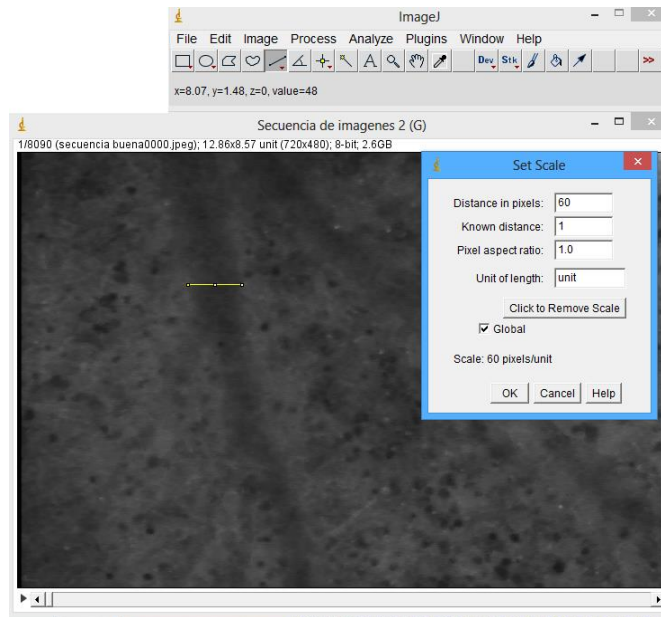 ImageJ
File Edit Image Process Analyze Plugins Window Help
A Dev Stk >>
x=8.07, y=1.48, z=0, value=48
Secuencia de imagenes 2 (G)
1/8090 (secuencia buena0000.jpeg); 12.86x8.57 unit (720x480); 8-bit; 2.6GB
Set Scale
Distance in pixels: 60
Known distance: 1
Pixel aspect ratio: 1.0
Unit of length: unit
Click to Remove Scale
Global
Scale: 60 pixels/unit
OK Cancel Help